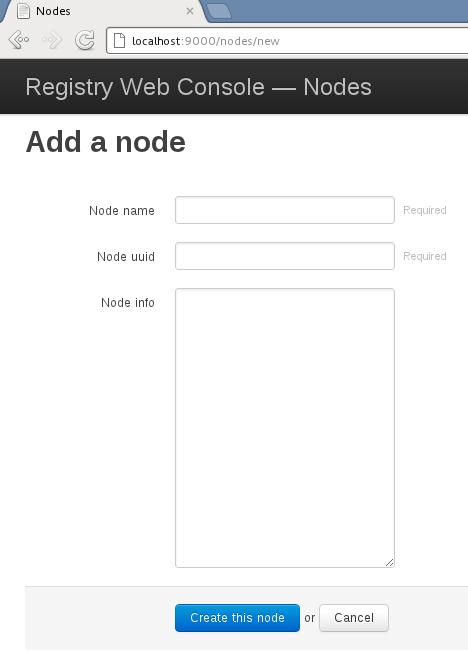 Nodes
localhost:9000/nodes/new
Registry Web Console — Nodes
Add a node
Node name Required
Node uuid Required
Node info
Create this node or Cancel